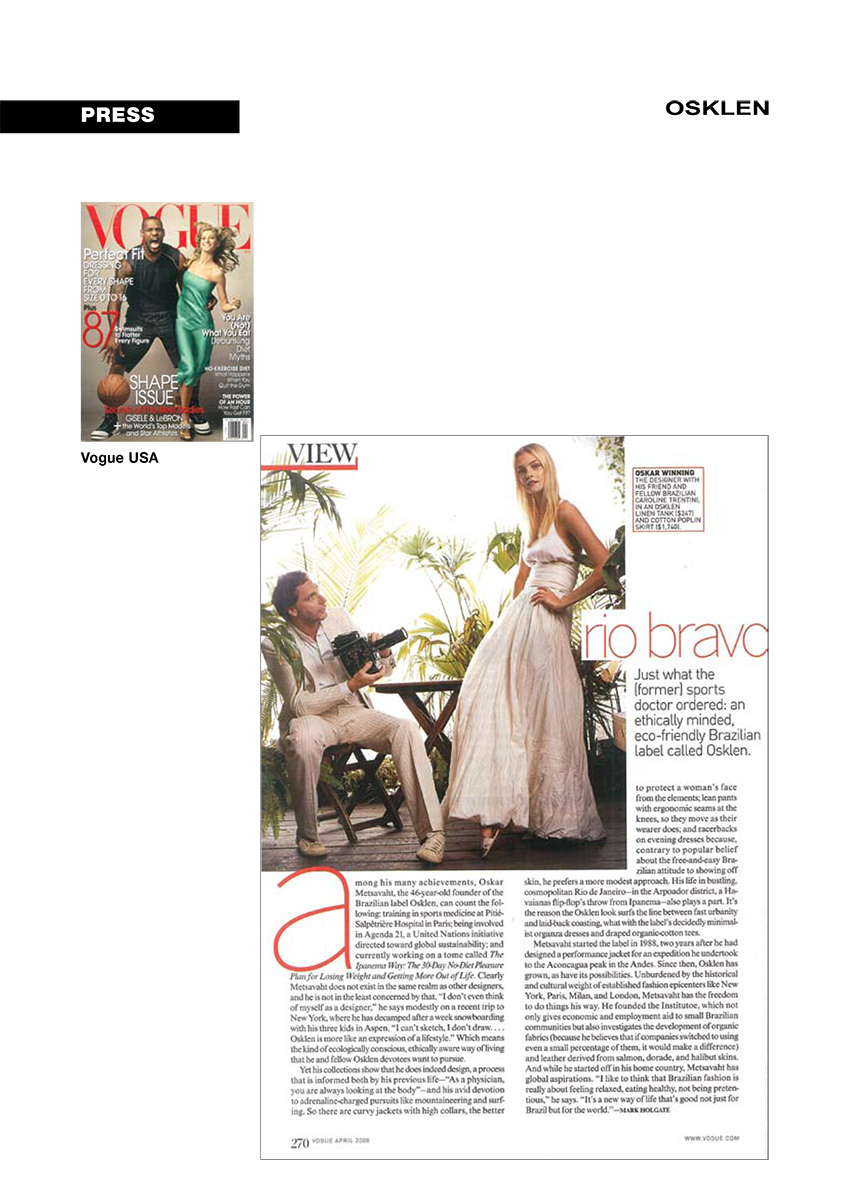 PRESS
OSKLEN
VOGUE
Perfect Fit
DRESSING
FOR
EVERY SHAPE
FROM
SIZE 0 TO 16
Plus
87
Swimsuits
to Flatter
Every Figure
You Are
(Not)
What You Eat
Debunking
Diet
Myths
NO-EXERCISE DIET
What Happens
When You
Quit the Gym
THE POWER
OF AN HOUR
How Fast Can
You Get Fit?
SHAPE
ISSUE
Secrets of the Best Bodies
GISELE & LeBRON
+ the World's Top Models
and Star Athletes
Vogue USA
VIEW
OSKAR WINNING
THE DESIGNER WITH
HIS FRIEND AND
FELLOW BRAZILIAN
CAROLINE TRENTINI,
IN AN OSKLEN
LINEN TANK ($247)
AND COTTON POPLIN
SKIRT ($1,740).
rio bravo
Just what the
(former) sports
doctor ordered: an
ethically minded,
eco-friendly Brazilian
label called Osklen.
among his many achievements, Oskar
Metsavaht, the 46-year-old founder of the
Brazilian label Osklen, can count the fol-
lowing: training in sports medicine at Pitié-
Salpêtrière Hospital in Paris; being involved
in Agenda 21, a United Nations initiative
directed toward global sustainability; and
currently working on a tome called The
Ipanema Way: The 30-Day No-Diet Pleasure
Plan for Losing Weight and Getting More Out of Life. Clearly
Metsavaht does not exist in the same realm as other designers,
and he is not in the least concerned by that. "I don't even think
of myself as a designer," he says modestly on a recent trip to
New York, where he has decamped after a week snowboarding
with his three kids in Aspen. "I can't sketch, I don't draw. . . .
Osklen is more like an expression of a lifestyle." Which means
the kind of ecologically conscious, ethically aware way of living
that he and fellow Osklen devotees want to pursue.
Yet his collections show that he does indeed design, a process
that is informed both by his previous life—"As a physician,
you are always looking at the body"—and his avid devotion
to adrenaline-charged pursuits like mountaineering and surf-
ing. So there are curvy jackets with high collars, the better
to protect a woman's face
from the elements; lean pants
with ergonomic seams at the
knees, so they move as their
wearer does; and racerbacks
on evening dresses because,
contrary to popular belief
about the free-and-easy Bra-
zilian attitude to showing off
skin, he prefers a more modest approach. His life in bustling,
cosmopolitan Rio de Janeiro—in the Arpoador district, a Ha-
vaianas flip-flop's throw from Ipanema—also plays a part. It's
the reason the Osklen look surfs the line between fast urbanity
and laid-back coasting, what with the label's decidedly minimal-
ist organza dresses and draped organic-cotton tees.
Metsavaht started the label in 1988, two years after he had
designed a performance jacket for an expedition he undertook
to the Aconcagua peak in the Andes. Since then, Osklen has
grown, as have its possibilities. Unburdened by the historical
and cultural weight of established fashion epicenters like New
York, Paris, Milan, and London, Metsavaht has the freedom
to do things his way. He founded the Institutoe, which not
only gives economic and employment aid to small Brazilian
communities but also investigates the development of organic
fabrics (because he believes that if companies switched to using
even a small percentage of them, it would make a difference)
and leather derived from salmon, dorade, and halibut skins.
And while he started off in his home country, Metsavaht has
global aspirations. "I like to think that Brazilian fashion is
really about feeling relaxed, eating healthy, not being preten-
tious," he says. "It's a new way of life that's good not just for
Brazil but for the world."—MARK HOLGATE
270 VOGUE APRIL 2008
WWW.VOGUE.COM